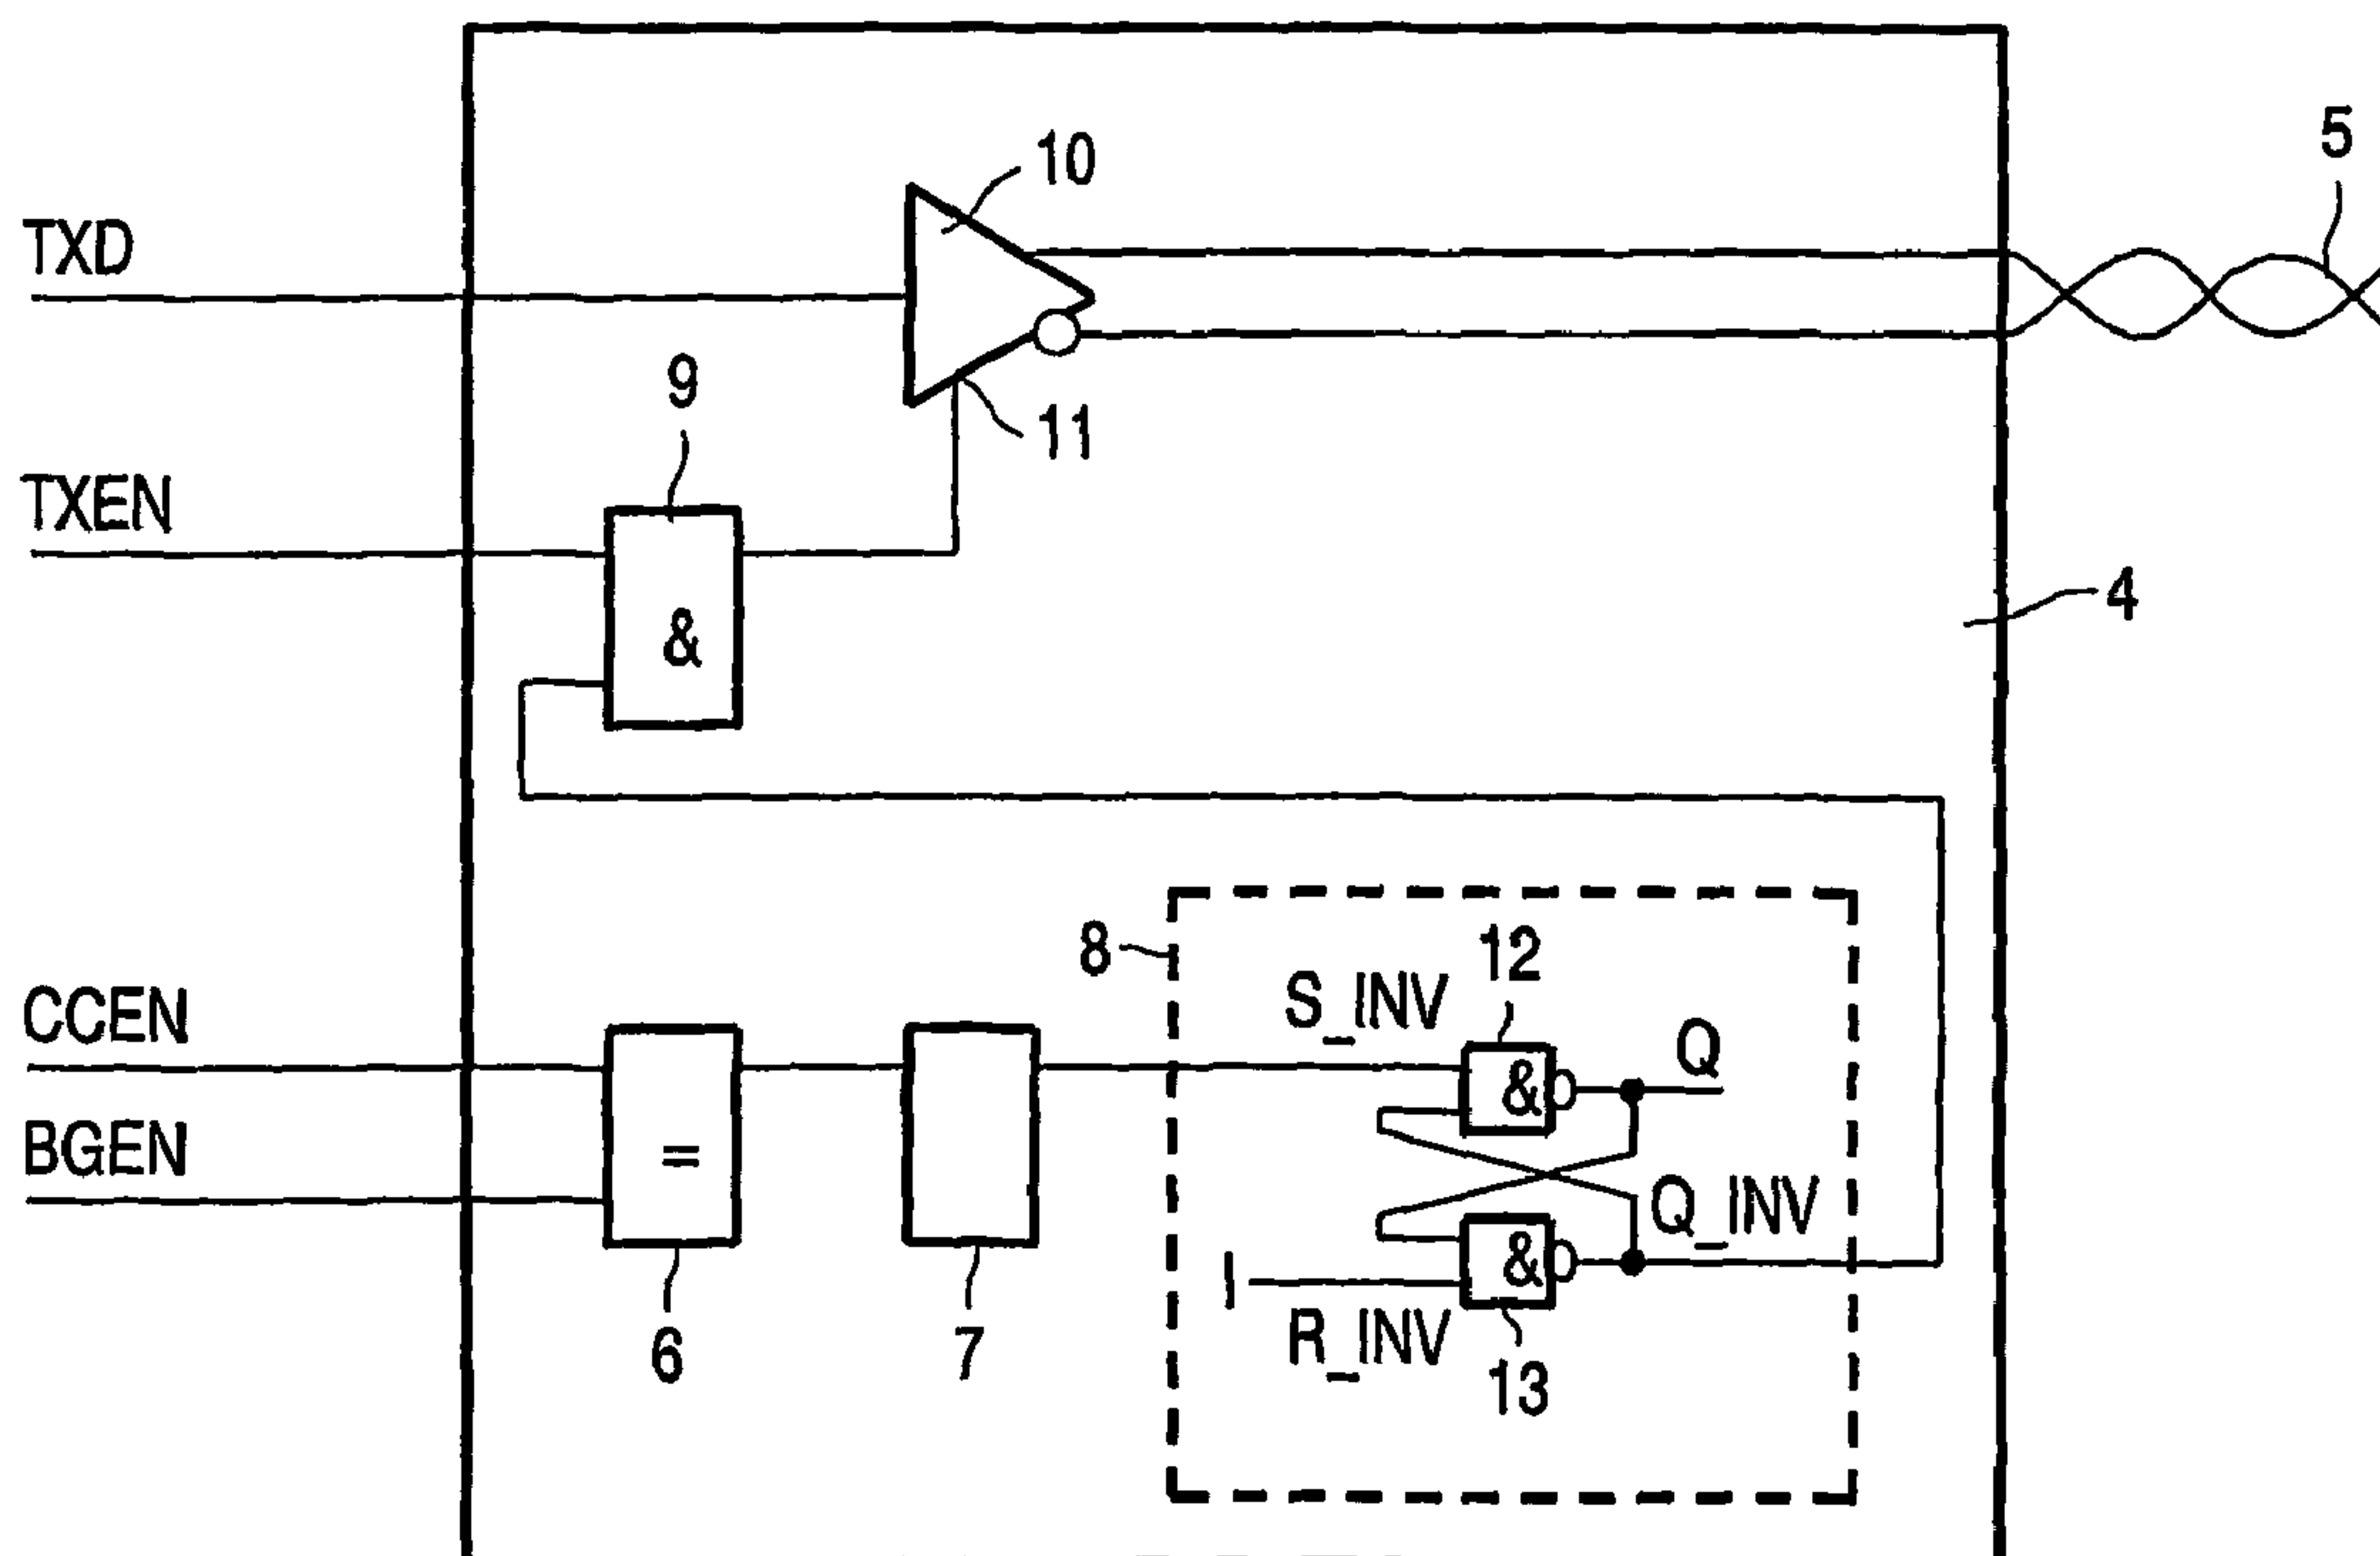 10
5
TXD
9
11
TXEN
&
4
8
12
S_INV
CCEN
&
Q
BGEN
=
Q_INV
&
1
R_INV
6
7
13